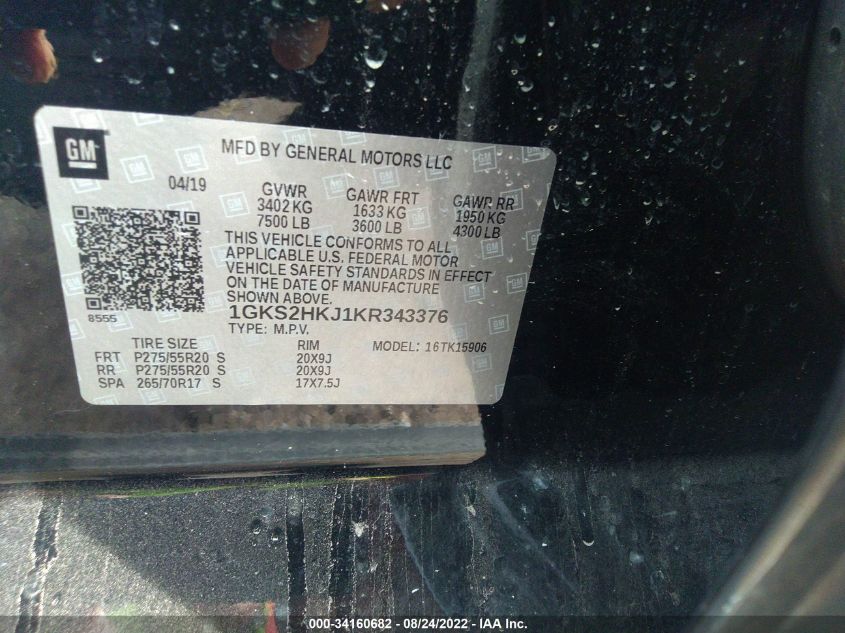 GM
MFD BY GENERAL MOTORS LLC
04/19
GVWR
3402 KG
7500 LB
GAWR FRT
1633 KG
3600 LB
GAWR RR
1950 KG
4300 LB
THIS VEHICLE CONFORMS TO ALL
APPLICABLE U.S. FEDERAL MOTOR
VEHICLE SAFETY STANDARDS IN EFFECT
ON THE DATE OF MANUFACTURE
SHOWN ABOVE.
8555
1GKS2HKJ1KR343376
TYPE: M.P.V.
MODEL: 16TK15906
TIRE SIZE RIM
FRT P275/55R20 S 20X9J
RR P275/55R20 S 20X9J
SPA 265/70R17 S 17X7.5J
000-34160682 - 08/24/2022 - IAA Inc.